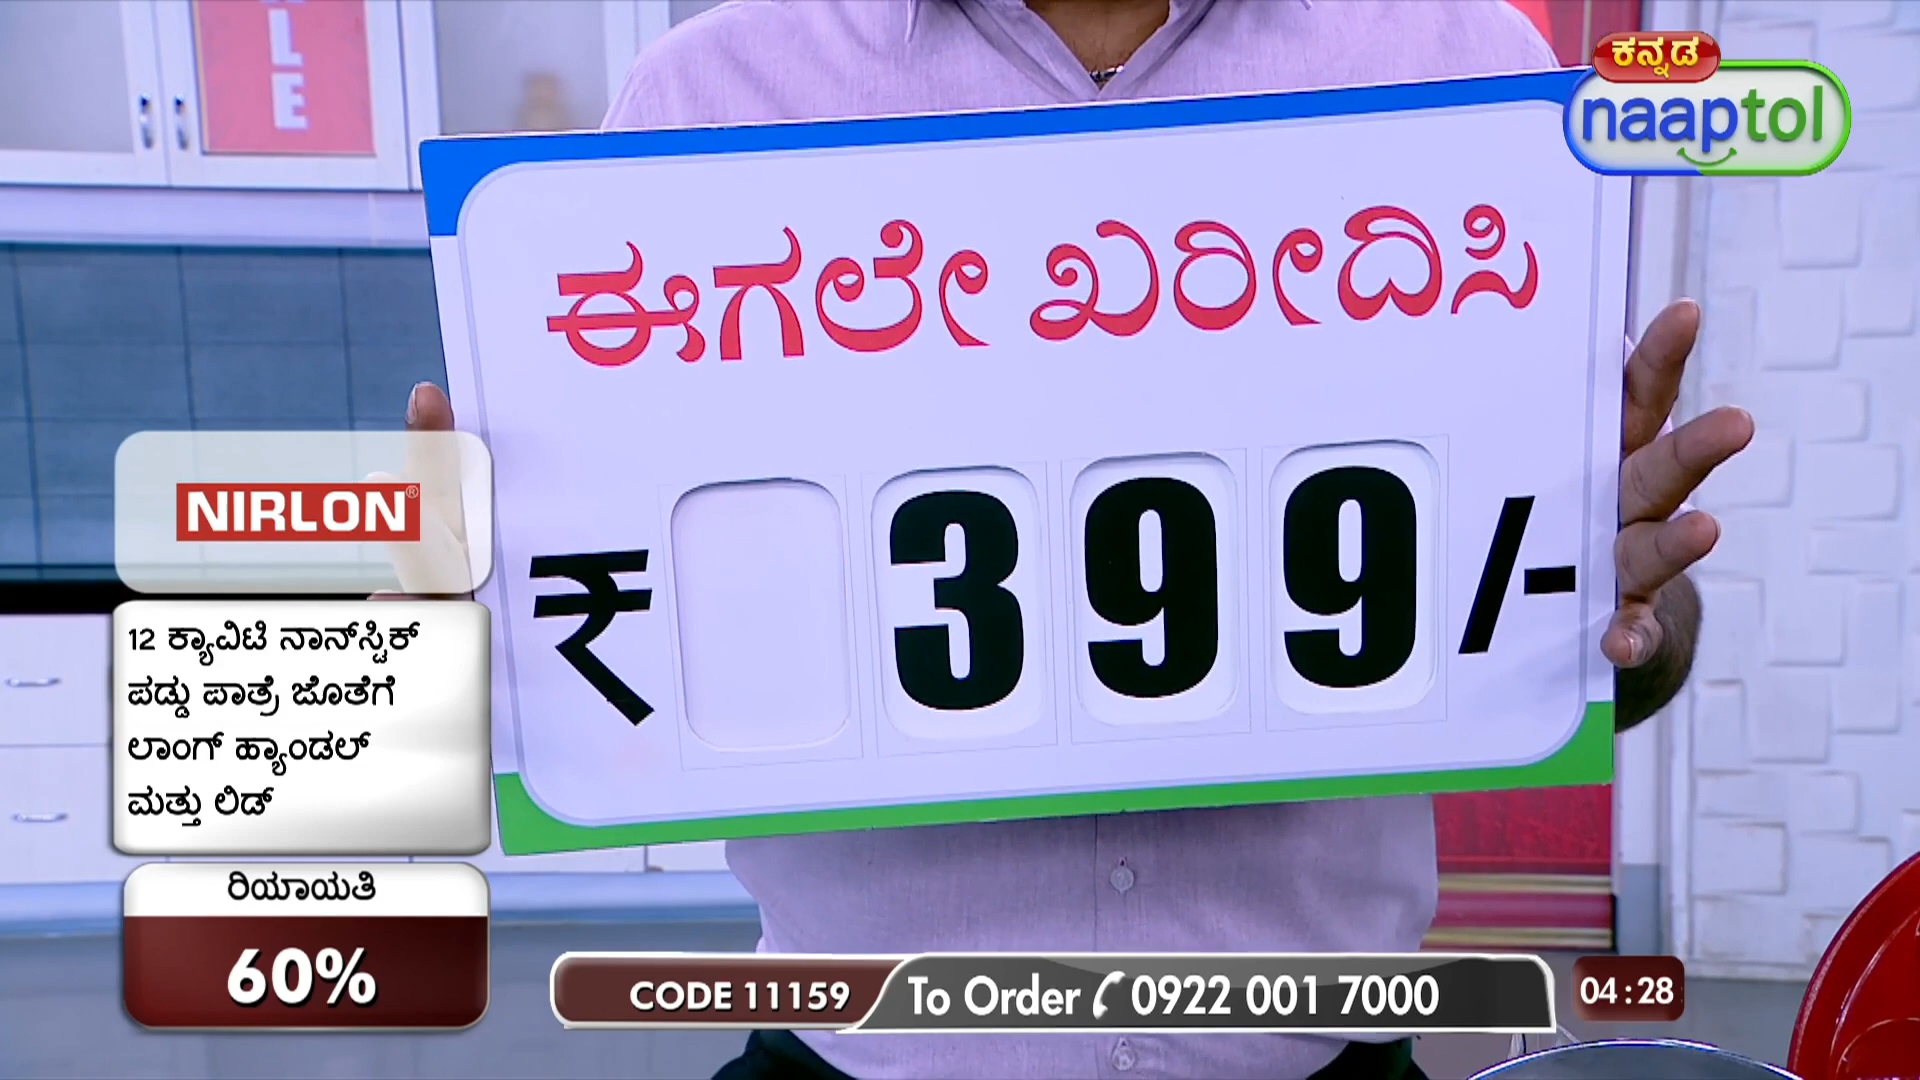 ಕನ್ನಡ
naaptol
ಈಗಲೇ ಖರೀದಿಸಿ
₹ 399/-
NIRLON®
12 ಕ್ಯಾವಿಟಿ ನಾನ್‌ಸ್ಟಿಕ್
ಪಡ್ಡು ಪಾತ್ರೆ ಜೊತೆಗೆ
ಲಾಂಗ್ ಹ್ಯಾಂಡಲ್
ಮತ್ತು ಲಿಡ್
ರಿಯಾಯತಿ
60%
CODE 11159 To Order 0922 001 7000
04:28